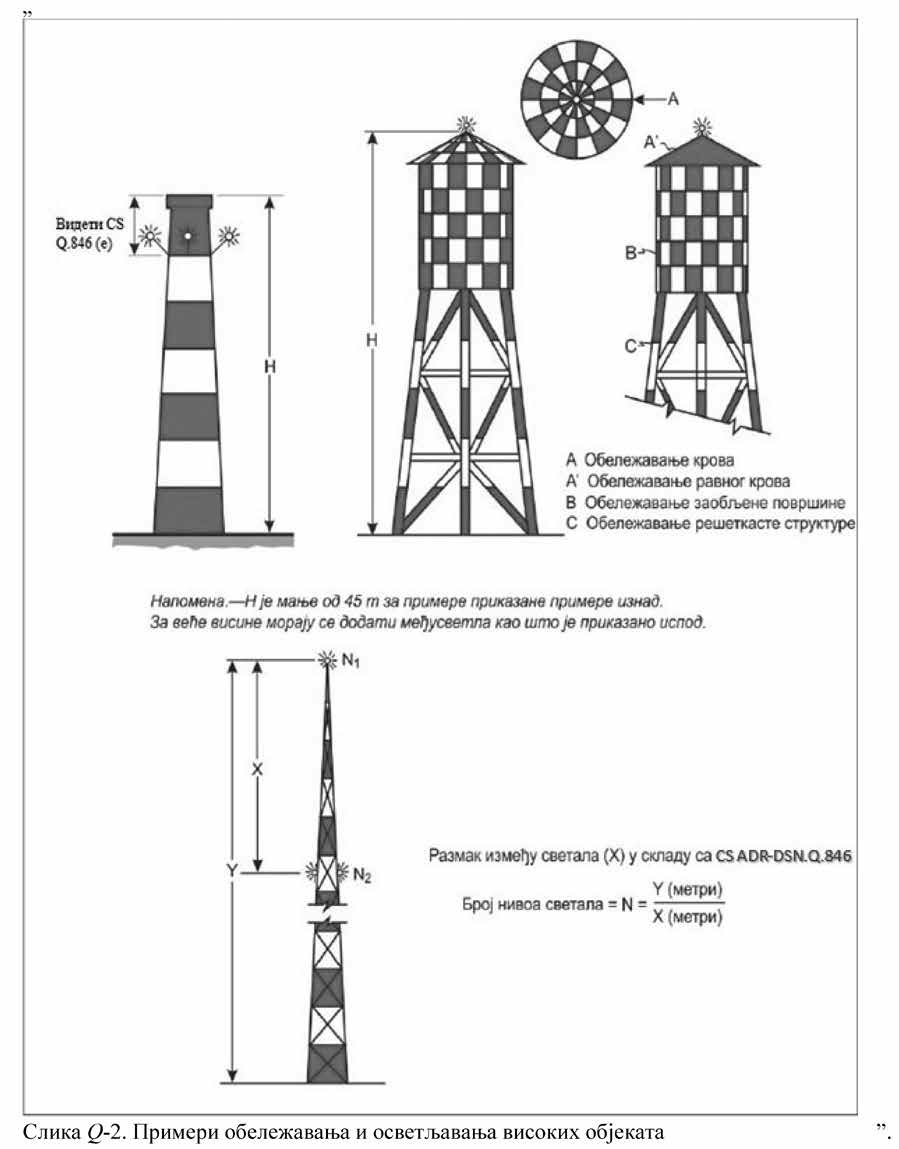 „
A
A'
Видети CS
Q.846 (e)
H
H
B
C
A Обележавање крова
A' Обележавање равног крова
B Обележавање заобљене површине
C Обележавање решеткасте структуре
Напомена.—H је мање од 45 m за примере приказане примере изнад.
За веће висине морају се додати међусветла као што је приказано испод.
N₁
X
Y
N₂
Размак између светала (X) у складу са CS ADR-DSN.Q.846
Број нивоа светала = N = Y (метри)
X (метри)
Слика Q-2. Примери обележавања и осветљавања високих објеката ”.